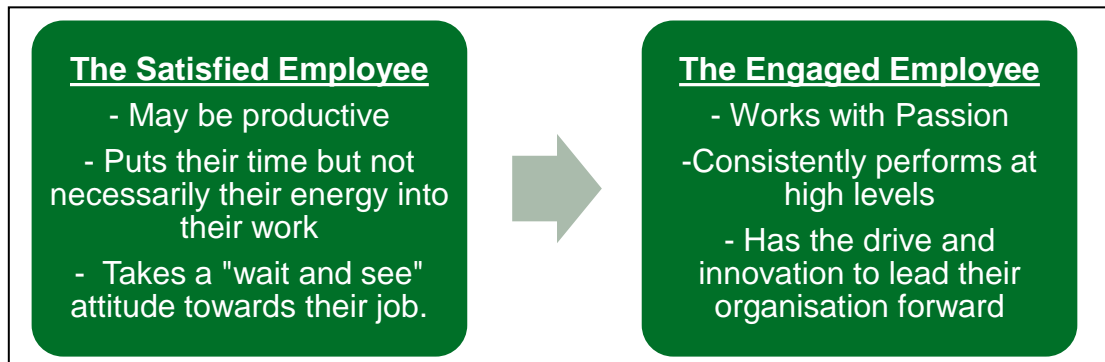 The Satisfied Employee
- May be productive
- Puts their time but not
necessarily their energy into
their work
-  Takes a "wait and see"
attitude towards their job.
The Engaged Employee
- Works with Passion
-Consistently performs at
high levels
- Has the drive and
innovation to lead their
organisation forward